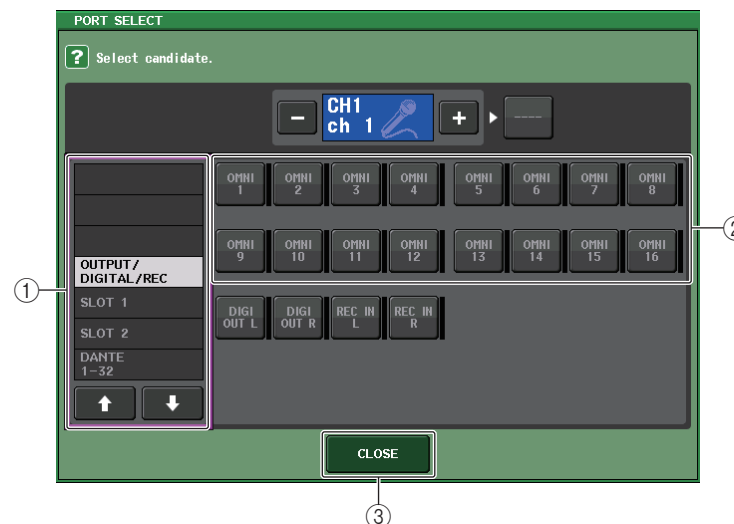 PORT SELECT
? Select candidate.
− CH1 ch 1 + ----
OUTPUT/
DIGITAL/REC
SLOT 1
SLOT 2
DANTE
1-32
OMNI 1 OMNI 2 OMNI 3 OMNI 4 OMNI 5 OMNI 6 OMNI 7 OMNI 8
OMNI 9 OMNI 10 OMNI 11 OMNI 12 OMNI 13 OMNI 14 OMNI 15 OMNI 16
DIGI OUT L DIGI OUT R REC IN L REC IN R
CLOSE
①
②
③